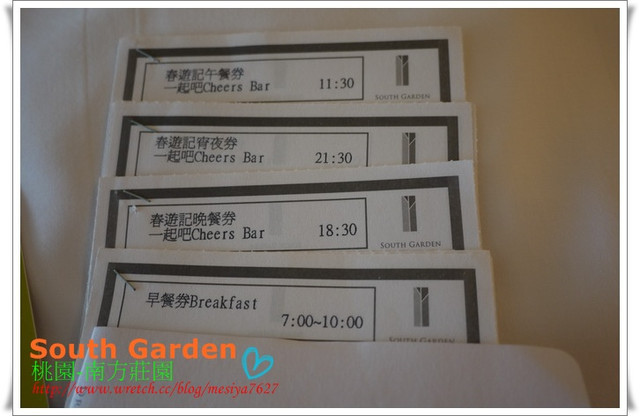 春遊記午餐券
一起吧Cheers Bar 11:30
SOUTH GARDEN
春遊記宵夜券
一起吧Cheers Bar 21:30
春遊記晚餐券
一起吧Cheers Bar 18:30
SOUTH GARDEN
早餐券Breakfast
7:00~10:00
SOUTH GARDEN
South Garden
桃園-南方莊園
http://www.wretch.cc/blog/mesiya7627